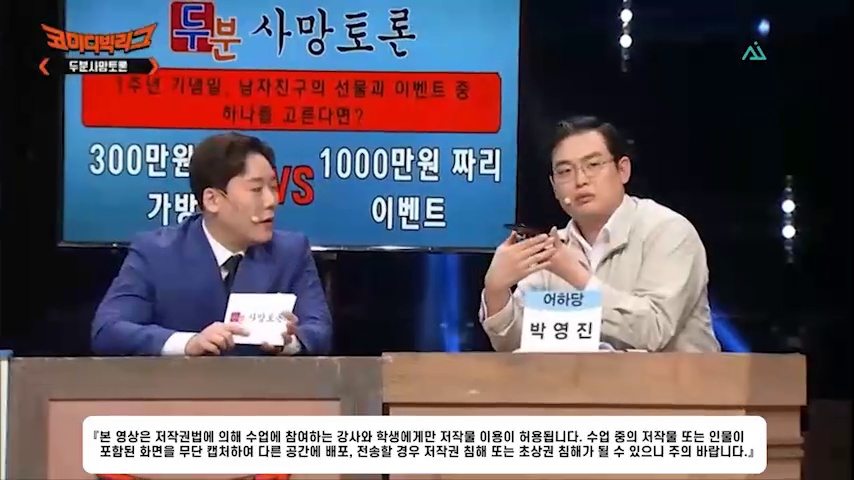 코미디빅리그
두분사망토론
두분 사망토론
1주년 기념일, 남자친구의 선물과 이벤트 중
하나를 고른다면?
300만원
가방
VS
1000만원 짜리
이벤트
두분 사망토론
어하당
박영진
『본 영상은 저작권법에 의해 수업에 참여하는 강사와 학생에게만 저작물 이용이 허용됩니다. 수업 중의 저작물 또는 인물이
포함된 화면을 무단 캡처하여 다른 공간에 배포, 전송할 경우 저작권 침해 또는 초상권 침해가 될 수 있으니 주의 바랍니다.』